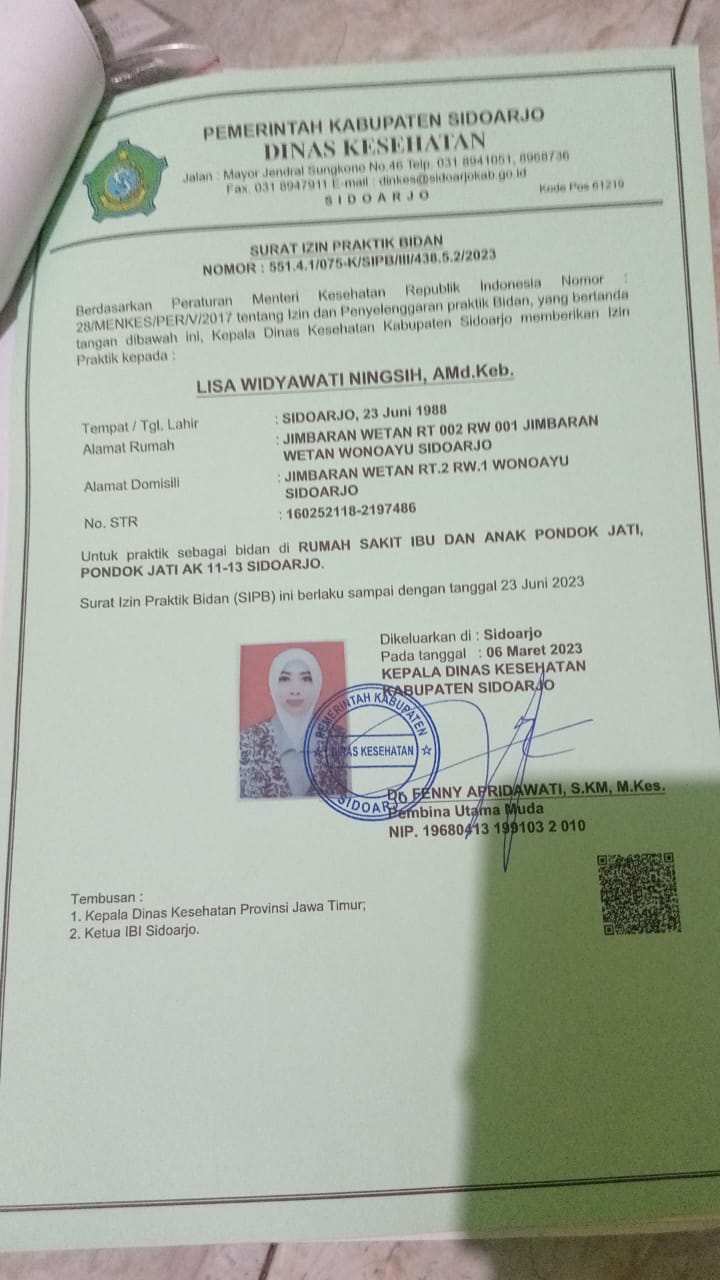 PEMERINTAH KABUPATEN SIDOARJO
DINAS KESEHATAN
Jalan : Mayor Jendral Sungkono No.46 Telp. 031 8941051, 8968736
Fax. 031 8947911 E-mail : dinkes@sidoarjokab.go.id
SIDOARJO
Kode Pos 61219
SURAT IZIN PRAKTIK BIDAN
NOMOR : 551.4.1/075-K/SIPB/III/438.5.2/2023
Berdasarkan Peraturan Menteri Kesehatan Republik Indonesia Nomor :
28/MENKES/PER/V/2017 tentang Izin dan Penyelenggaran praktik Bidan, yang bertanda
tangan dibawah ini, Kepala Dinas Kesehatan Kabupaten Sidoarjo memberikan Izin
Praktik kepada :
LISA WIDYAWATI NINGSIH, AMd.Keb.
Tempat / Tgl. Lahir : SIDOARJO, 23 Juni 1988
Alamat Rumah : JIMBARAN WETAN RT 002 RW 001 JIMBARAN
WETAN WONOAYU SIDOARJO
Alamat Domisili : JIMBARAN WETAN RT.2 RW.1 WONOAYU
SIDOARJO
No. STR : 160252118-2197486
Untuk praktik sebagai bidan di RUMAH SAKIT IBU DAN ANAK PONDOK JATI,
PONDOK JATI AK 11-13 SIDOARJO.
Surat Izin Praktik Bidan (SIPB) ini berlaku sampai dengan tanggal 23 Juni 2023
Dikeluarkan di : Sidoarjo
Pada tanggal : 06 Maret 2023
KEPALA DINAS KESEHATAN
KABUPATEN SIDOARJO
PEMERINTAH KABUPATEN
DINAS KESEHATAN
SIDOARJO
Dr. FENNY APRIDAWATI, S.KM, M.Kes.
Pembina Utama Muda
NIP. 19680413 199103 2 010
Tembusan :
1. Kepala Dinas Kesehatan Provinsi Jawa Timur;
2. Ketua IBI Sidoarjo.